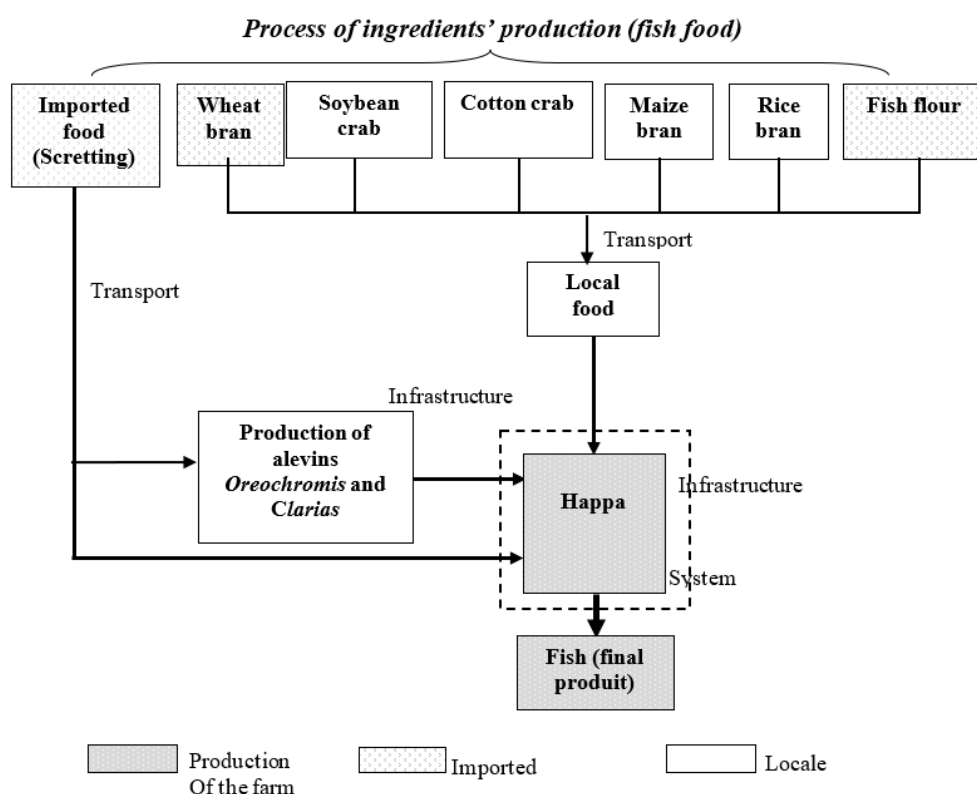 Process of ingredients' production (fish food)
Imported
food
(Scretting)
Wheat
bran
Soybean
crab
Cotton crab
Maize
bran
Rice
bran
Fish flour
Transport
Transport
Local
food
Infrastructure
Production of
alevins
Oreochromis and
Clarias
Happa
Infrastructure
System
Fish (final
produit)
Production
Of the farm
Imported
Locale